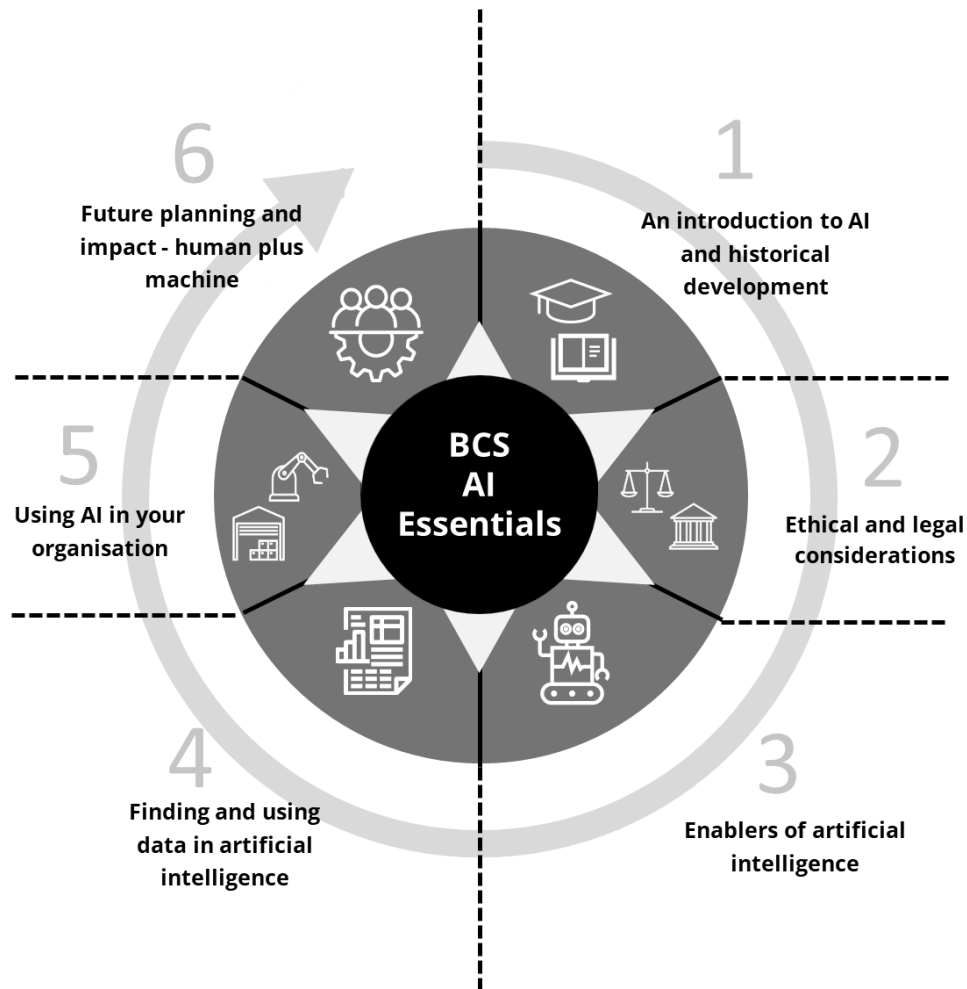 BCS
AI
Essentials
1
An introduction to AI
and historical
development
2
Ethical and legal
considerations
3
Enablers of artificial
intelligence
4
Finding and using
data in artificial
intelligence
5
Using AI in your
organisation
6
Future planning and
impact - human plus
machine